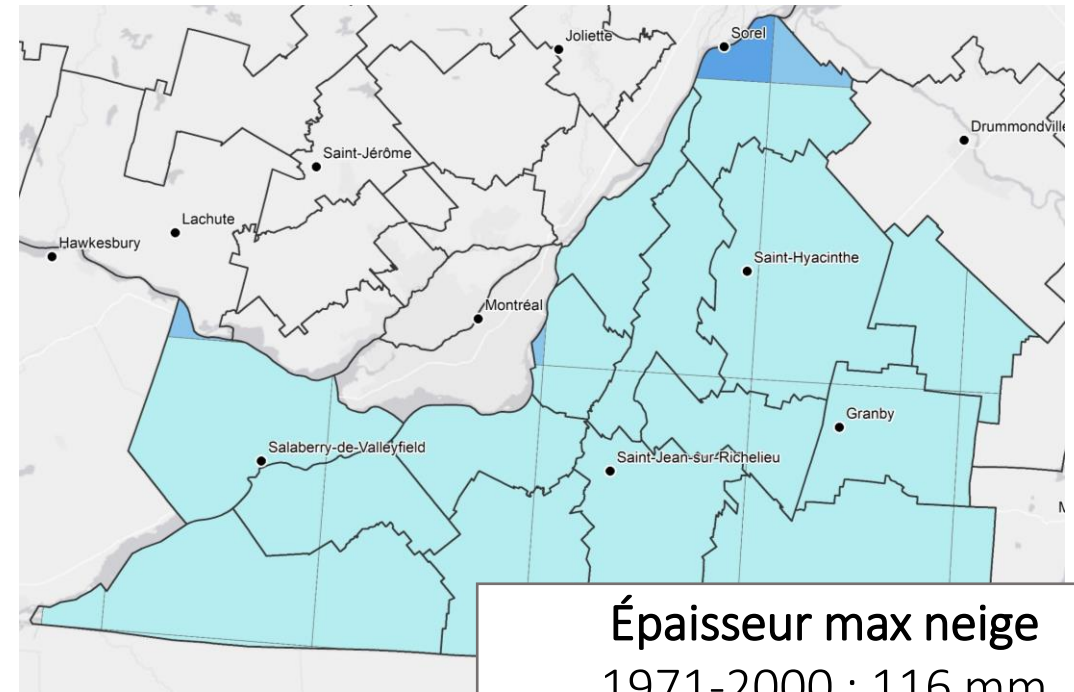 Joliette
Sorel
Drummondville
Saint-Jérôme
Lachute
Hawkesbury
Saint-Hyacinthe
Montréal
Granby
Salaberry-de-Valleyfield
Saint-Jean-sur-Richelieu
Épaisseur max neige
1971-2000 : 116 mm